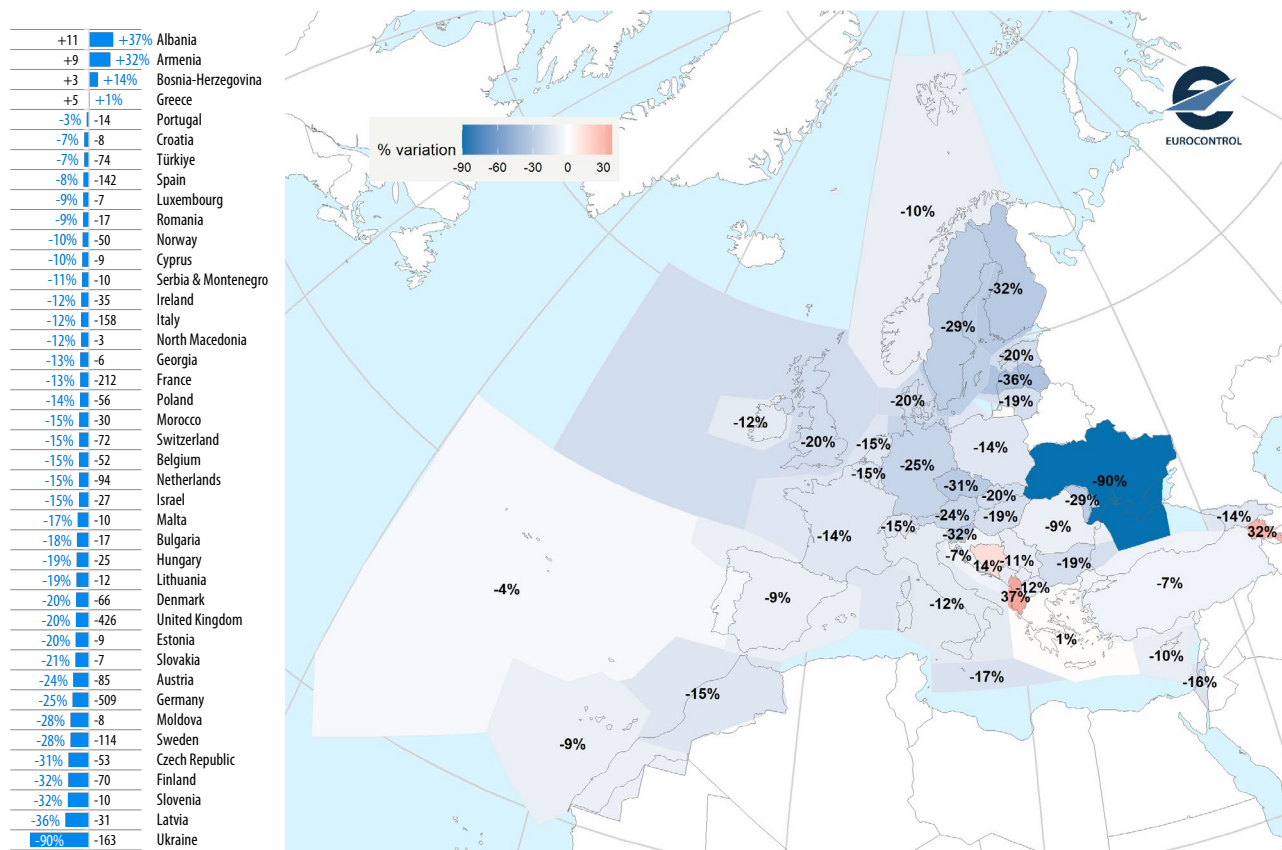 +11 +37% Albania
+9 +32% Armenia
+3 +14% Bosnia-Herzegovina
+5 +1% Greece
-3% -14 Portugal
-7% -8 Croatia
-7% -74 Türkiye
-8% -142 Spain
-9% -7 Luxembourg
-9% -17 Romania
-10% -50 Norway
-10% -9 Cyprus
-11% -10 Serbia & Montenegro
-12% -35 Ireland
-12% -158 Italy
-12% -3 North Macedonia
-13% -6 Georgia
-13% -212 France
-14% -56 Poland
-15% -30 Morocco
-15% -72 Switzerland
-15% -52 Belgium
-15% -94 Netherlands
-15% -27 Israel
-17% -10 Malta
-18% -17 Bulgaria
-19% -25 Hungary
-19% -12 Lithuania
-20% -66 Denmark
-20% -426 United Kingdom
-20% -9 Estonia
-21% -7 Slovakia
-24% -85 Austria
-25% -509 Germany
-28% -8 Moldova
-28% -114 Sweden
-31% -53 Czech Republic
-32% -70 Finland
-32% -10 Slovenia
-36% -31 Latvia
-90% -163 Ukraine
% variation
-90 -60 -30 0 30
EUROCONTROL
-10%
-32%
-29%
-20%
-36%
-19%
-20%
-12%
-20%
-15%
-14%
-25%
-15%
-90%
-31%
-20%
-29%
-24%
-19%
-9%
-14%
-15%
-32%
32%
-14%
-7%
-11%
-19%
14%
-12%
-7%
-4%
-9%
-12%
37%
1%
-10%
-17%
-16%
-15%
-9%